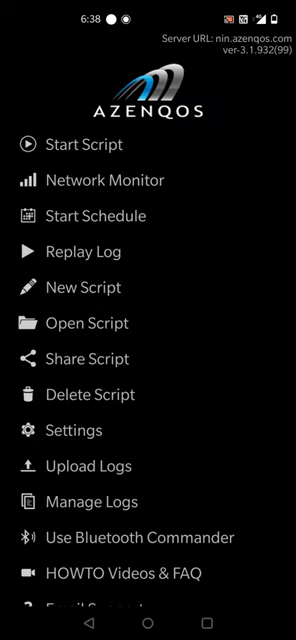 6:38
Server URL: nin.azenqos.com
ver-3.1.932(99)
AZENQOS
Start Script
Network Monitor
Start Schedule
Replay Log
New Script
Open Script
Share Script
Delete Script
Settings
Upload Logs
Manage Logs
Use Bluetooth Commander
HOWTO Videos & FAQ
Email Support